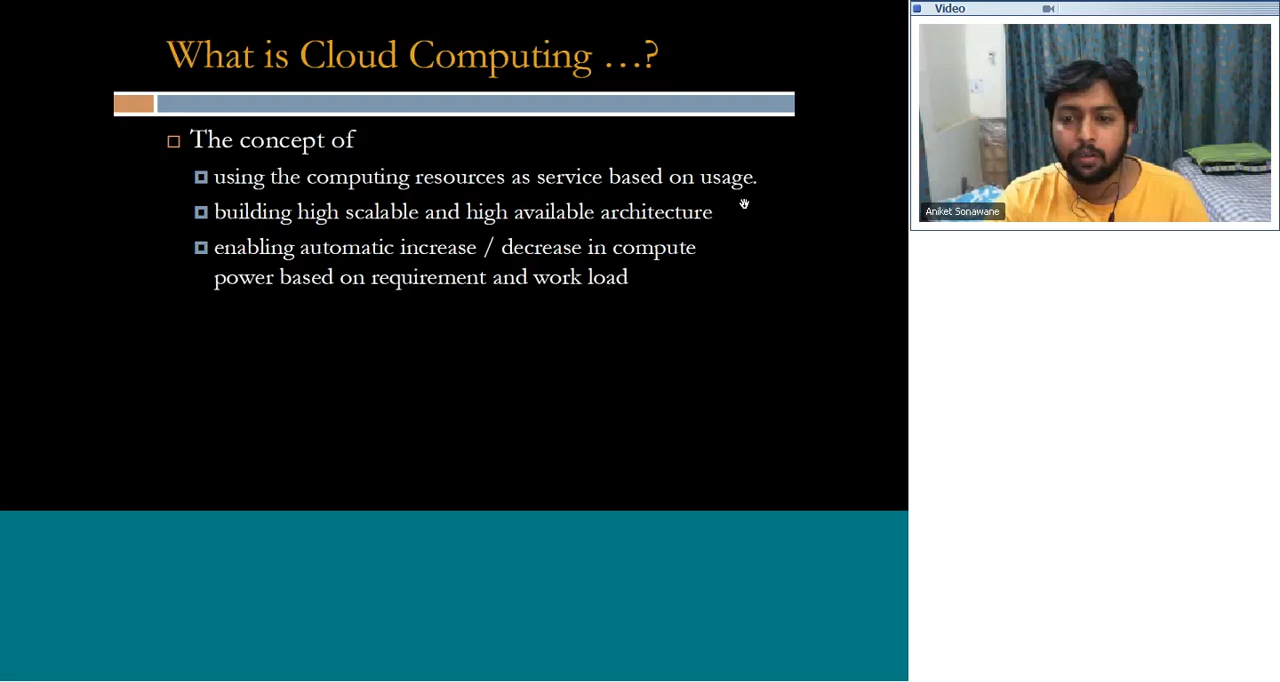 What is Cloud Computing ...?
The concept of
using the computing resources as service based on usage.
building high scalable and high available architecture
enabling automatic increase / decrease in compute
power based on requirement and work load
Video
Aniket Sonawane